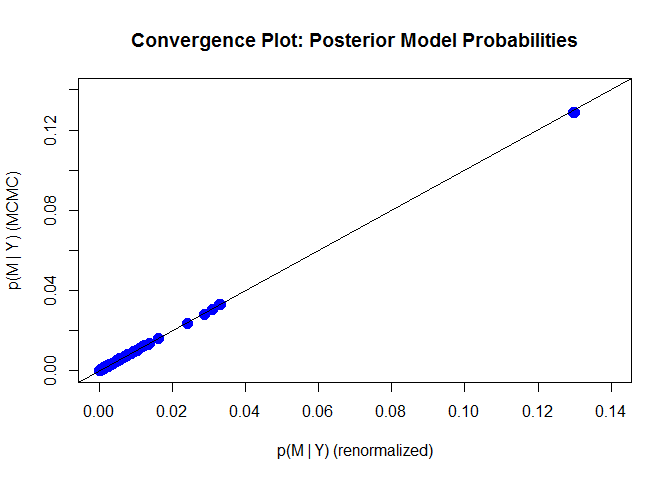 Convergence Plot: Posterior Model Probabilities
p(M | Y) (MCMC)
0.12
0.08
0.04
0.00
0.00 0.02 0.04 0.06 0.08 0.10 0.12 0.14
p(M | Y) (renormalized)